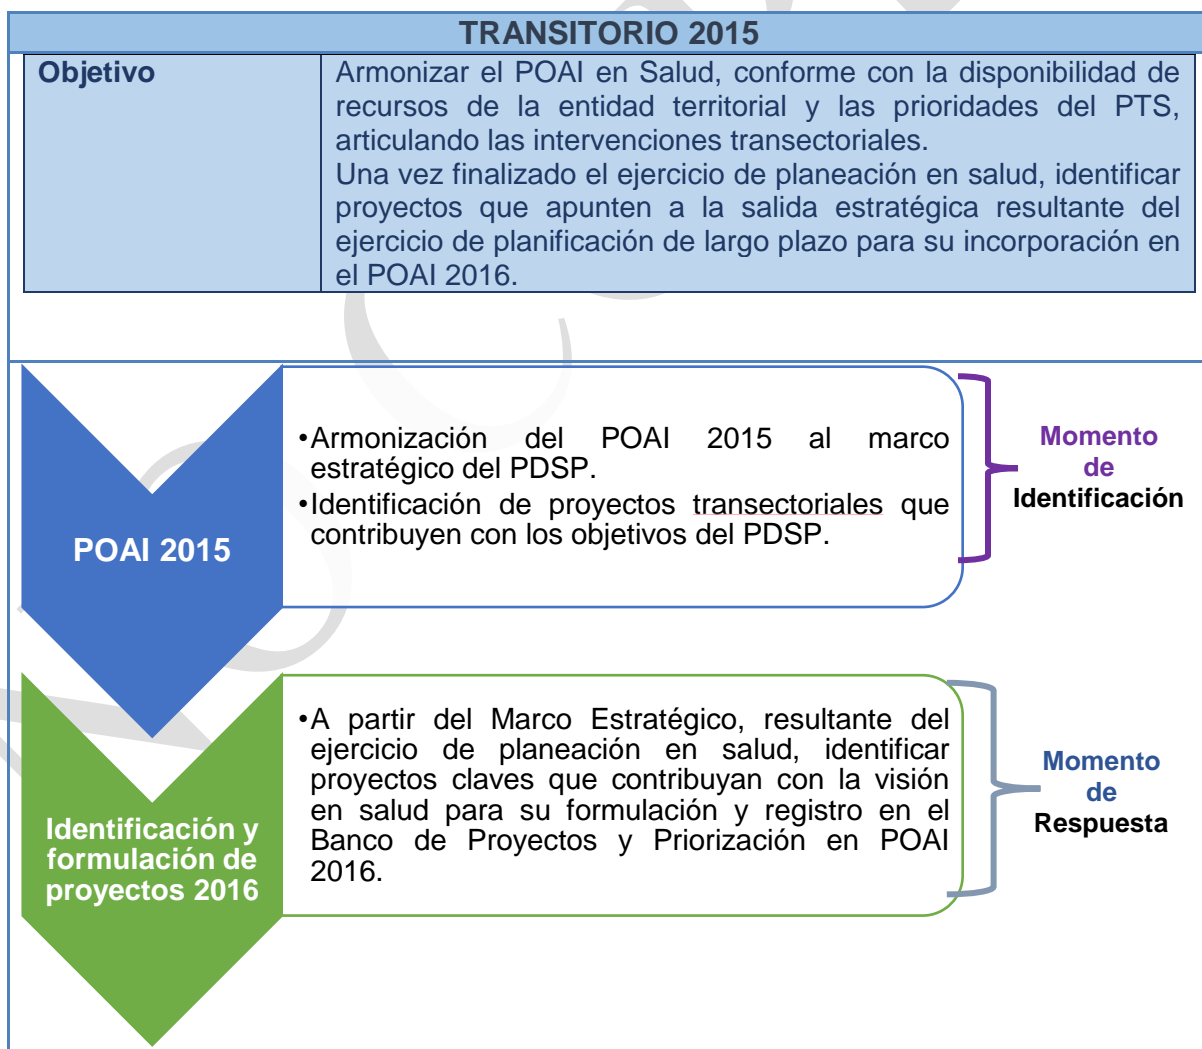 TRANSITORIO 2015
Objetivo
Armonizar el POAI en Salud, conforme con la disponibilidad de
recursos de la entidad territorial y las prioridades del PTS,
articulando las intervenciones transectoriales.
Una vez finalizado el ejercicio de planeación en salud, identificar
proyectos que apunten a la salida estratégica resultante del
ejercicio de planificación de largo plazo para su incorporación en
el POAI 2016.
POAI 2015
•Armonización del POAI 2015 al marco
estratégico del PDSP.
•Identificación de proyectos transectoriales que
contribuyen con los objetivos del PDSP.
Momento
de
Identificación
Identificación y
formulación de
proyectos 2016
•A partir del Marco Estratégico, resultante del
ejercicio de planeación en salud, identificar
proyectos claves que contribuyan con la visión
en salud para su formulación y registro en el
Banco de Proyectos y Priorización en POAI
2016.
Momento
de
Respuesta